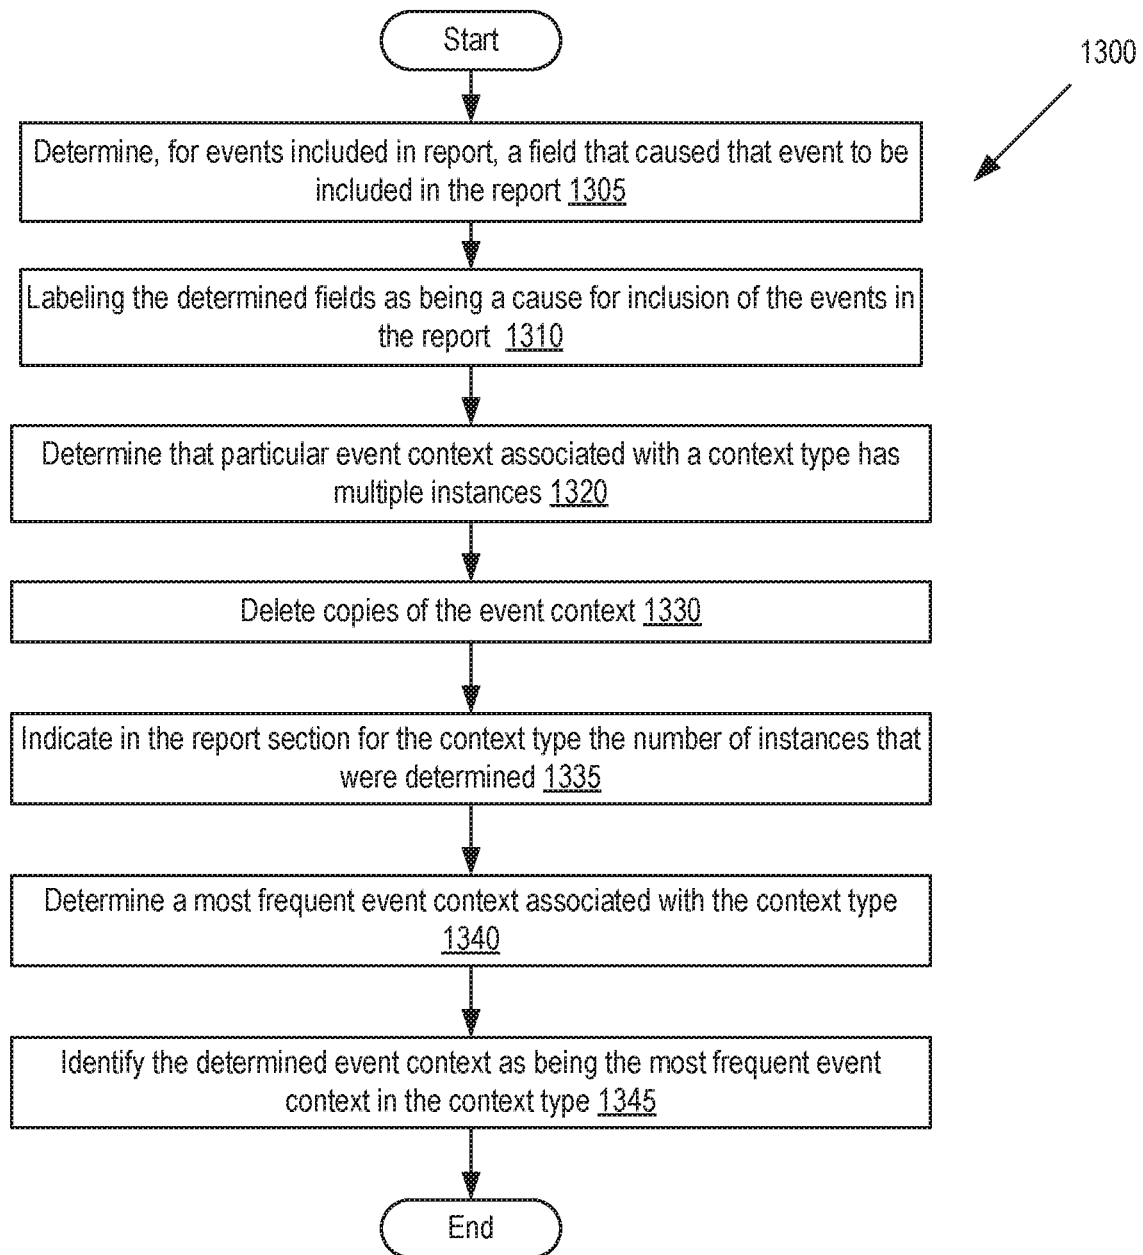 Start
1300
Determine, for events included in report, a field that caused that event to be
included in the report 1305
Labeling the determined fields as being a cause for inclusion of the events in
the report 1310
Determine that particular event context associated with a context type has
multiple instances 1320
Delete copies of the event context 1330
Indicate in the report section for the context type the number of instances that
were determined 1335
Determine a most frequent event context associated with the context type
1340
Identify the determined event context as being the most frequent event
context in the context type 1345
End